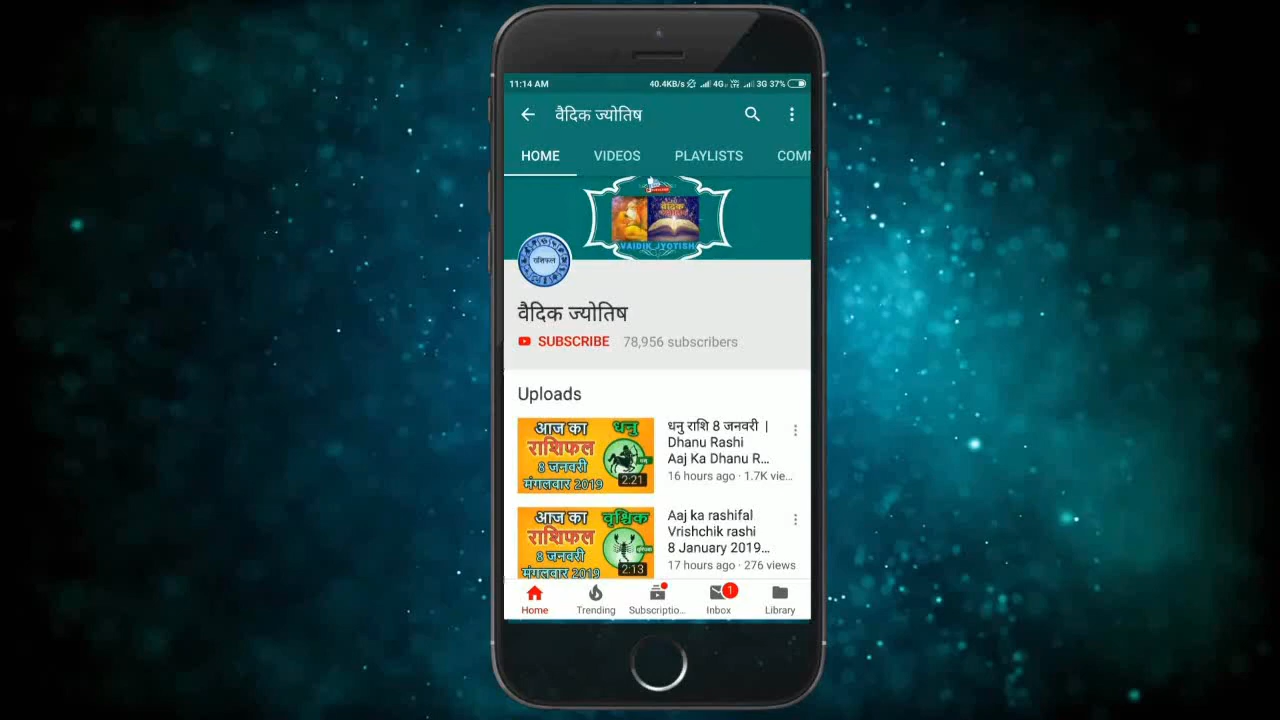 11:14 AM
40.4KB/s 4G 3G 37%
वैदिक ज्योतिष
HOME VIDEOS PLAYLISTS COMM
वैदिक
VAIDIK JYOTISH
राशिफल
वैदिक ज्योतिष
SUBSCRIBE 78,956 subscribers
Uploads
आज का धनु
राशिफल
8 जनवरी
मंगलवार 2019
2:21
धनु राशि 8 जनवरी |
Dhanu Rashi
Aaj Ka Dhanu R...
16 hours ago · 1.7K vie...
आज का वृश्चिक
राशिफल
8 जनवरी
मंगलवार 2019
2:13
Aaj ka rashifal
Vrishchik rashi
8 January 2019...
17 hours ago · 276 views
Home Trending Subscriptio... Inbox Library
1